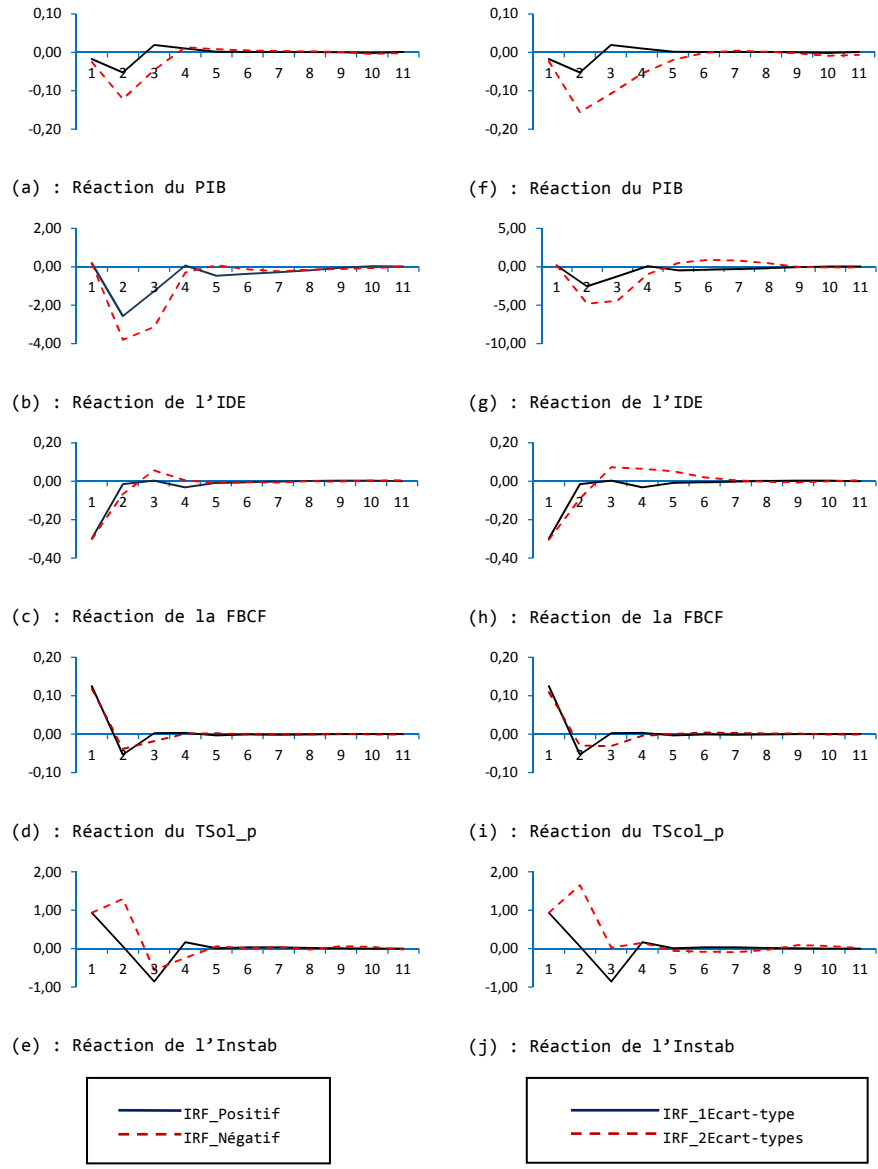 0,10
0,00
-0,10
-0,20
1 2 3 4 5 6 7 8 9 10 11
(a) : Réaction du PIB
0,10
0,00
-0,10
-0,20
1 2 3 4 5 6 7 8 9 10 11
(f) : Réaction du PIB
2,00
0,00
-2,00
-4,00
1 2 3 4 5 6 7 8 9 10 11
(b) : Réaction de l’IDE
5,00
0,00
-5,00
-10,00
1 2 3 4 5 6 7 8 9 10 11
(g) : Réaction de l’IDE
0,20
0,00
-0,20
-0,40
1 2 3 4 5 6 7 8 9 10 11
(c) : Réaction de la FBCF
0,20
0,00
-0,20
-0,40
1 2 3 4 5 6 7 8 9 10 11
(h) : Réaction de la FBCF
0,20
0,10
0,00
-0,10
1 2 3 4 5 6 7 8 9 10 11
(d) : Réaction du TSol_p
0,20
0,10
0,00
-0,10
1 2 3 4 5 6 7 8 9 10 11
(i) : Réaction du TScol_p
2,00
1,00
0,00
-1,00
1 2 3 4 5 6 7 8 9 10 11
(e) : Réaction de l’Instab
2,00
1,00
0,00
-1,00
1 2 3 4 5 6 7 8 9 10 11
(j) : Réaction de l’Instab
IRF_Positif
IRF_Négatif
IRF_1Ecart-type
IRF_2Ecart-types